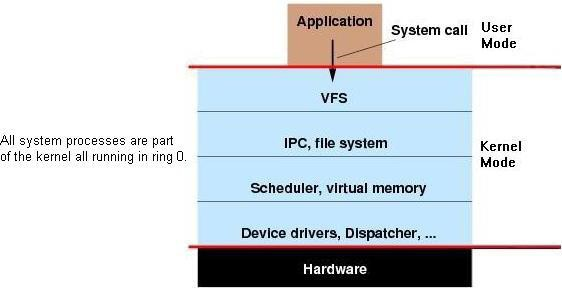 Application
System call
User
Mode
VFS
All system processes are part
of the kernel all running in ring 0.
IPC, file system
Kernel
Mode
Scheduler, virtual memory
Device drivers, Dispatcher, ...
Hardware